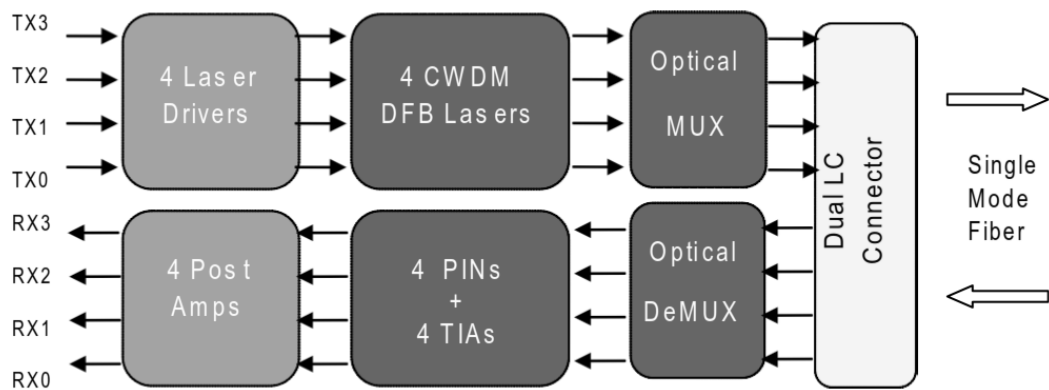 TX3
TX2
TX1
TX0
4 Laser
Drivers
4 CWDM
DFB Lasers
Optical
MUX
Dual LC
Connector
Single
Mode
Fiber
RX3
RX2
RX1
RX0
4 Post
Amps
4 PINs
+
4 TIAs
Optical
DeMUX